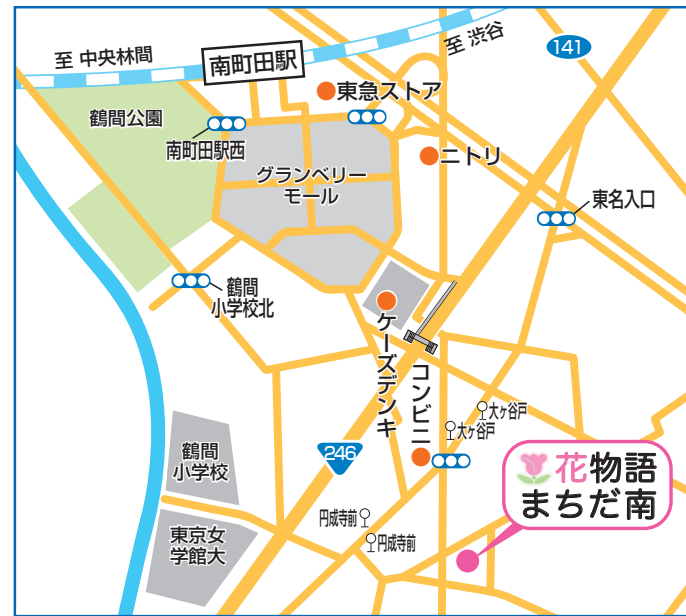 至 中央林間
南町田駅
至 渋谷
141
東急ストア
鶴間公園
南町田駅西
ニトリ
グランベリー
モール
東名入口
鶴間
小学校北
ケーズデンキ
コンビニ
大ヶ谷戸
大ヶ谷戸
246
鶴間
小学校
花物語
まちだ南
円成寺前
円成寺前
東京女
学館大